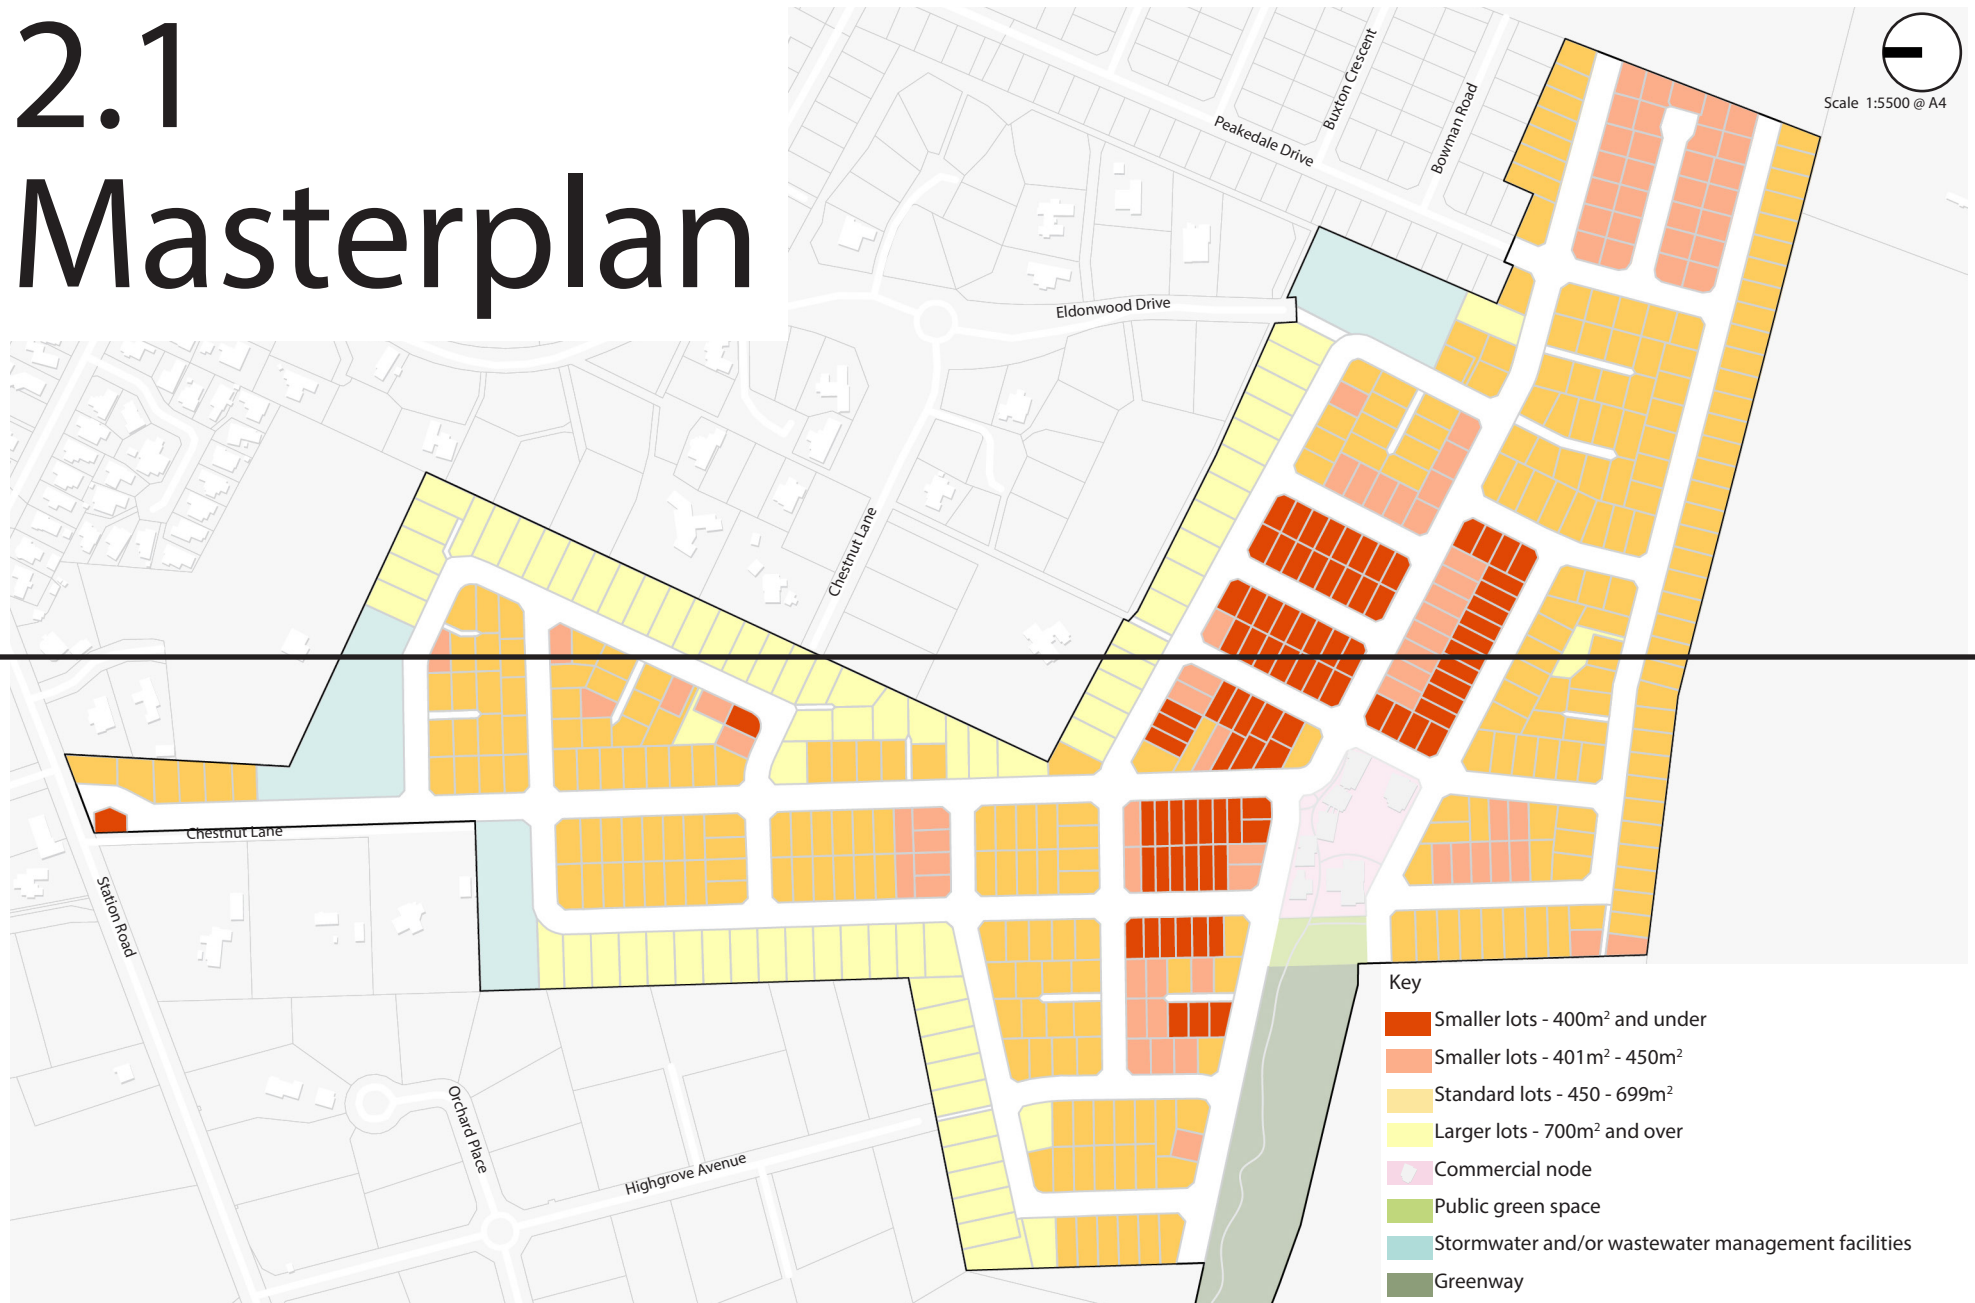 2.1
Masterplan
Scale 1:5500 @ A4
Buxton Crescent
Bowman Road
Peakedale Drive
Eldonwood Drive
Chestnut Lane
Chestnut Lane
Station Road
Orchard Place
Highgrove Avenue
Key
Smaller lots - 400m² and under
Smaller lots - 401m² - 450m²
Standard lots - 450 - 699m²
Larger lots - 700m² and over
Commercial node
Public green space
Stormwater and/or wastewater management facilities
Greenway